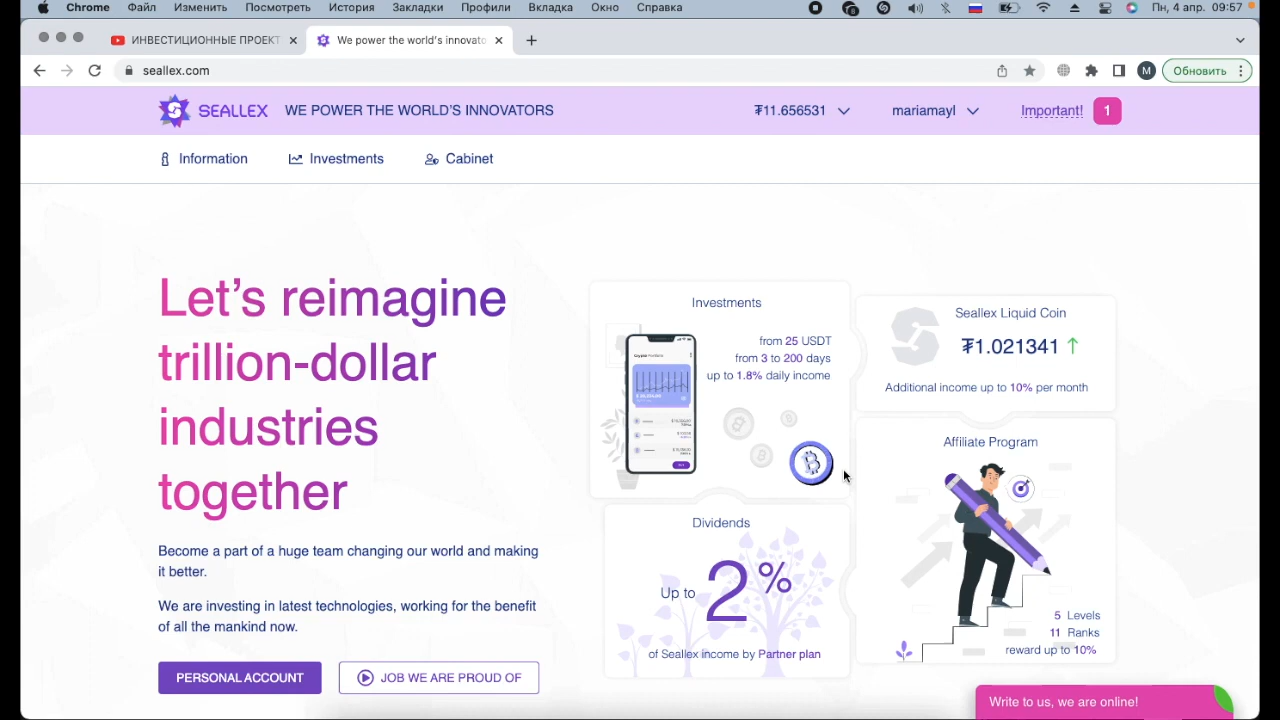 Chrome Файл Изменить Посмотреть История Закладки Профили Вкладка Окно Справка Пн, 4 апр. 09:57
ИНВЕСТИЦИОННЫЕ ПРОЕКТ
We power the world's innovato
seallex.com
M
Обновить
SEALLEX
WE POWER THE WORLD'S INNOVATORS
₮11.656531
mariamayl
Important!
1
Information
Investments
Cabinet
Let's reimagine
trillion-dollar
industries
together
Become a part of a huge team changing our world and making
it better.
We are investing in latest technologies, working for the benefit
of all the mankind now.
PERSONAL ACCOUNT
JOB WE ARE PROUD OF
Investments
from 25 USDT
from 3 to 200 days
up to 1.8% daily income
Seallex Liquid Coin
₮1.021341 ↑
Additional income up to 10% per month
Dividends
Up to 2%
of Seallex income by Partner plan
Affiliate Program
5 Levels
11 Ranks
reward up to 10%
Write to us, we are online!